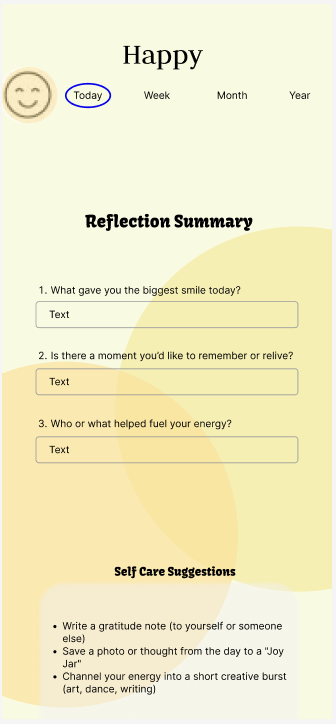 Happy
Today Week Month Year
Reflection Summary
1. What gave you the biggest smile today?
Text
2. Is there a moment you'd like to remember or relive?
Text
3. Who or what helped fuel your energy?
Text
Self Care Suggestions
• Write a gratitude note (to yourself or someone
else)
• Save a photo or thought from the day to a "Joy
Jar"
• Channel your energy into a short creative burst
(art, dance, writing)